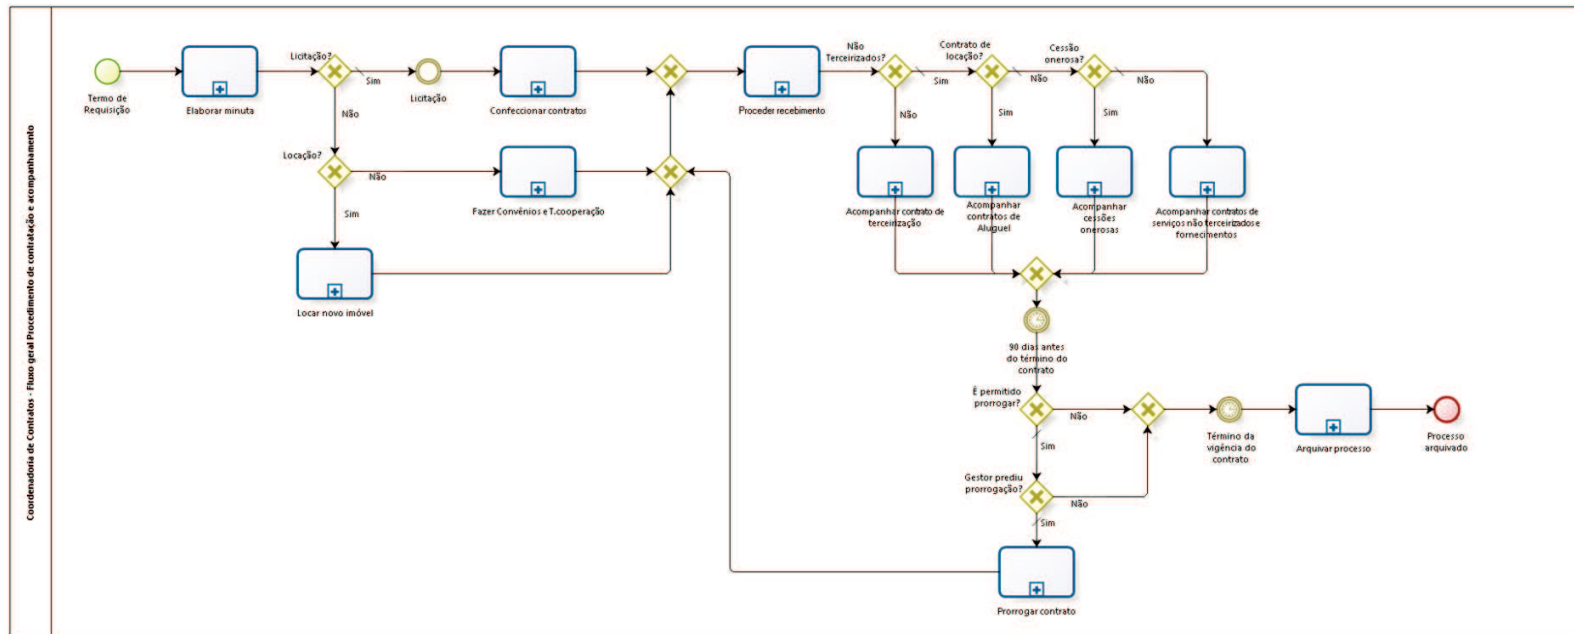 Coordenadoria de Contratos - Fluxo geral Procedimento de contratação e acompanhamento
Termo de
Requisição
Elaborar minuta
Licitação?
Sim
Não
Licitação
Confeccionar contratos
Locação?
Não
Sim
Fazer Convênios e T.cooperação
Locar novo imóvel
Proceder recebimento
Não
Terceirizados?
Sim
Não
Contrato de
locação?
Não
Sim
Cessão
onerosa?
Não
Sim
Acompanhar contrato de
terceirização
Acompanhar
contratos de
Aluguel
Acompanhar
cessões
onerosas
Acompanhar contratos de
serviços não terceirizados e
fornecimentos
90 dias antes
do término do
contrato
É permitido
prorrogar?
Não
Sim
Gestor prediu
prorrogação?
Não
Sim
Prorrogar contrato
Término da
vigência do
contrato
Arquivar processo
Processo
arquivado